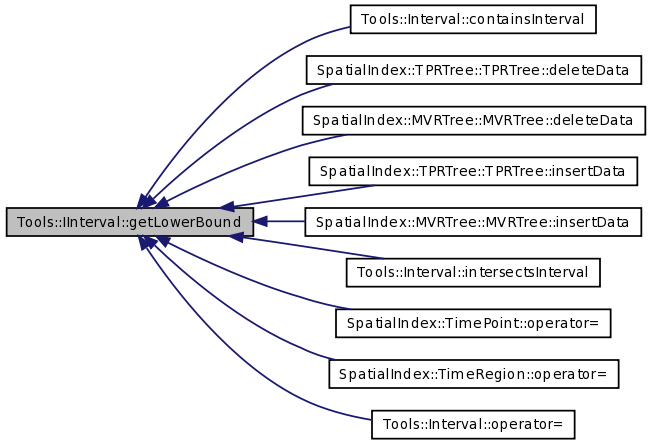 Tools::Interval::containsInterval
SpatialIndex::TPRTree::TPRTree::deleteData
SpatialIndex::MVRTree::MVRTree::deleteData
SpatialIndex::TPRTree::TPRTree::insertData
Tools::IInterval::getLowerBound
SpatialIndex::MVRTree::MVRTree::insertData
Tools::Interval::intersectsInterval
SpatialIndex::TimePoint::operator=
SpatialIndex::TimeRegion::operator=
Tools::Interval::operator=